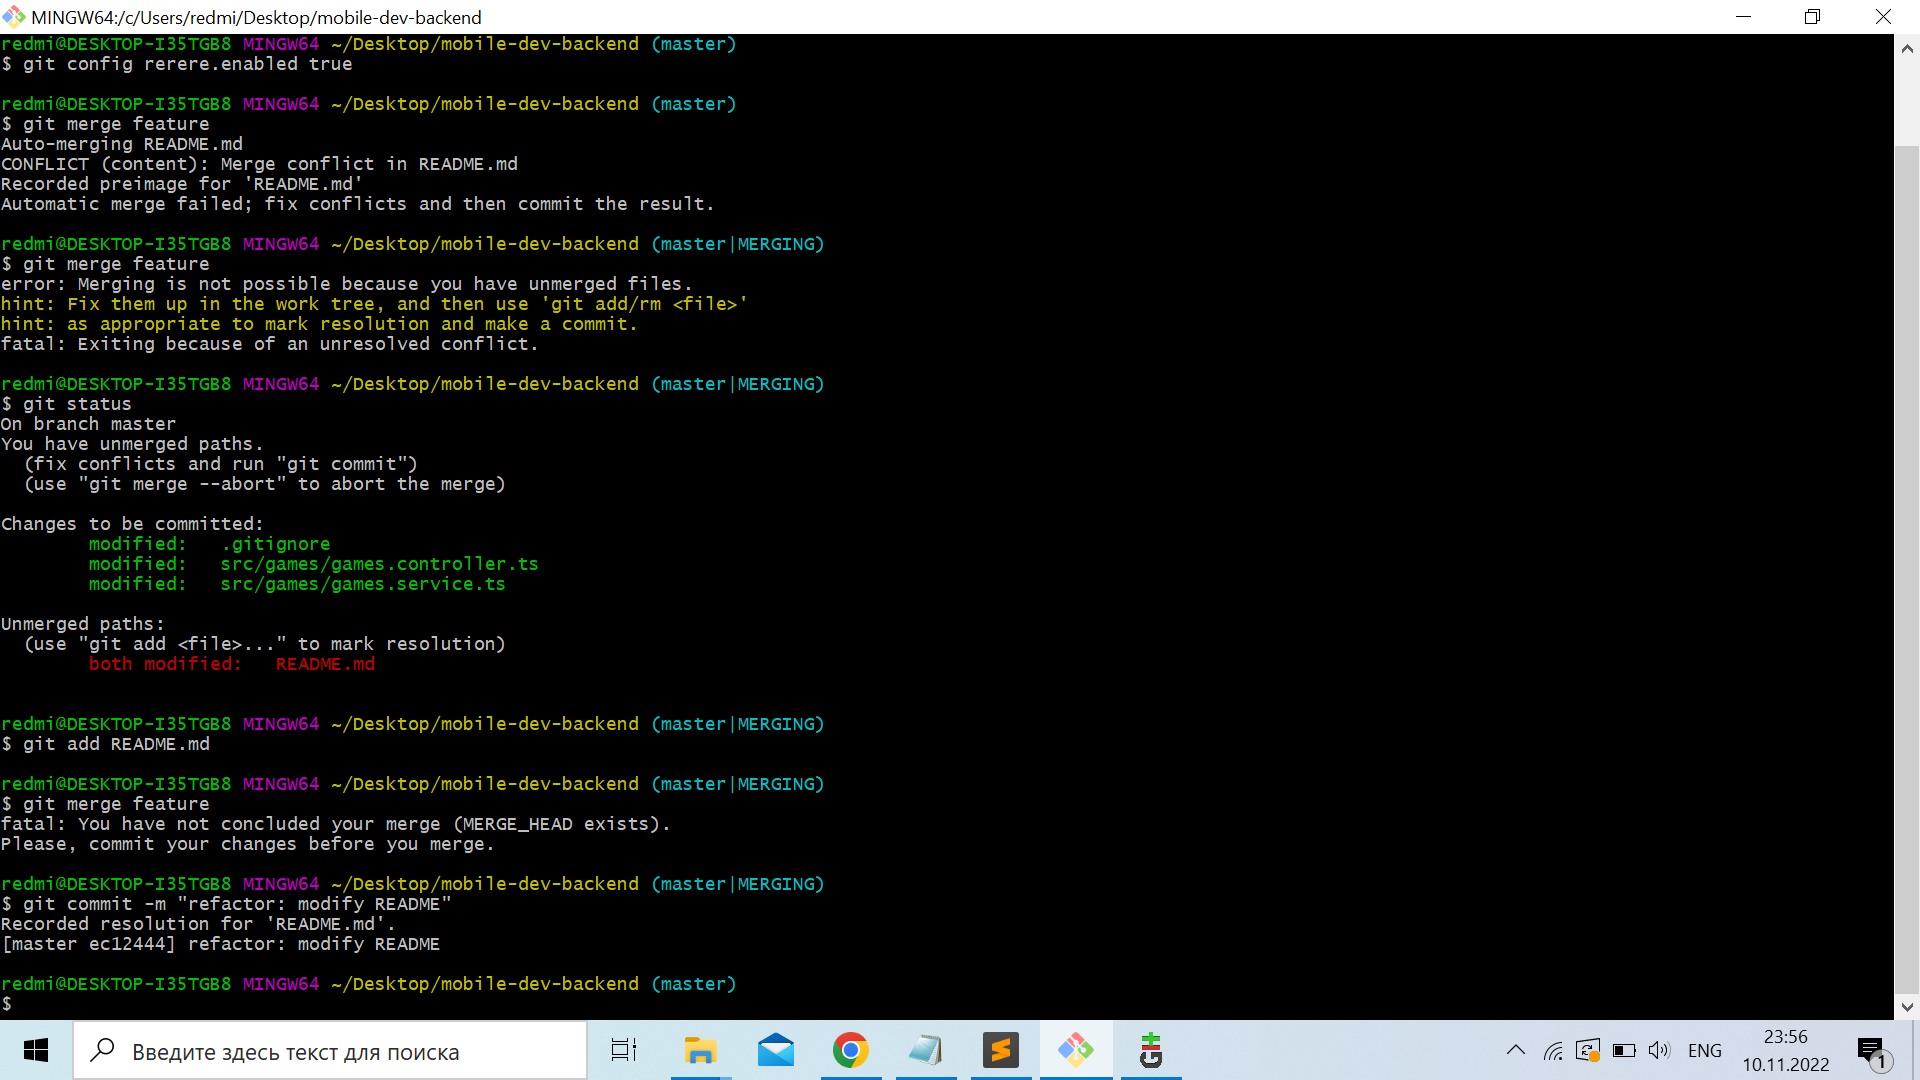 MINGW64:/c/Users/redmi/Desktop/mobile-dev-backend
redmi@DESKTOP-I35TGB8 MINGW64 ~/Desktop/mobile-dev-backend (master)
$ git config rerere.enabled true
redmi@DESKTOP-I35TGB8 MINGW64 ~/Desktop/mobile-dev-backend (master)
$ git merge feature
Auto-merging README.md
CONFLICT (content): Merge conflict in README.md
Recorded preimage for 'README.md'
Automatic merge failed; fix conflicts and then commit the result.
redmi@DESKTOP-I35TGB8 MINGW64 ~/Desktop/mobile-dev-backend (master|MERGING)
$ git merge feature
error: Merging is not possible because you have unmerged files.
hint: Fix them up in the work tree, and then use 'git add/rm <file>'
hint: as appropriate to mark resolution and make a commit.
fatal: Exiting because of an unresolved conflict.
redmi@DESKTOP-I35TGB8 MINGW64 ~/Desktop/mobile-dev-backend (master|MERGING)
$ git status
On branch master
You have unmerged paths.
  (fix conflicts and run "git commit")
  (use "git merge --abort" to abort the merge)
Changes to be committed:
        modified:   .gitignore
        modified:   src/games/games.controller.ts
        modified:   src/games/games.service.ts
Unmerged paths:
  (use "git add <file>..." to mark resolution)
        both modified:   README.md
redmi@DESKTOP-I35TGB8 MINGW64 ~/Desktop/mobile-dev-backend (master|MERGING)
$ git add README.md
redmi@DESKTOP-I35TGB8 MINGW64 ~/Desktop/mobile-dev-backend (master|MERGING)
$ git merge feature
fatal: You have not concluded your merge (MERGE_HEAD exists).
Please, commit your changes before you merge.
redmi@DESKTOP-I35TGB8 MINGW64 ~/Desktop/mobile-dev-backend (master|MERGING)
$ git commit -m "refactor: modify README"
Recorded resolution for 'README.md'.
[master ec12444] refactor: modify README
redmi@DESKTOP-I35TGB8 MINGW64 ~/Desktop/mobile-dev-backend (master)
$
Введите здесь текст для поиска
ENG
23:56
10.11.2022
1